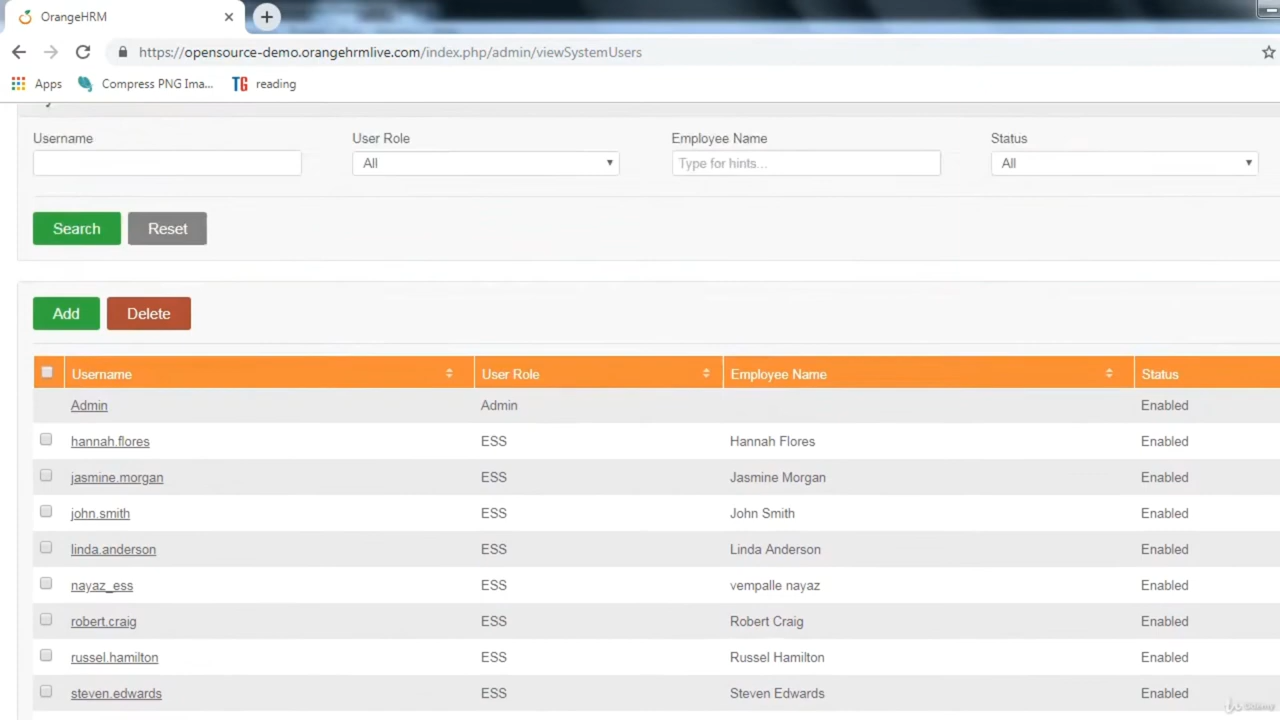 OrangeHRM
https://opensource-demo.orangehrmlive.com/index.php/admin/viewSystemUsers
Apps Compress PNG Ima... TG reading
Username User Role Employee Name Status
All Type for hints... All
Search Reset
Add Delete
Username User Role Employee Name Status
Admin Admin Enabled
hannah.flores ESS Hannah Flores Enabled
jasmine.morgan ESS Jasmine Morgan Enabled
john.smith ESS John Smith Enabled
linda.anderson ESS Linda Anderson Enabled
nayaz_ess ESS vempalle nayaz Enabled
robert.craig ESS Robert Craig Enabled
russel.hamilton ESS Russel Hamilton Enabled
steven.edwards ESS Steven Edwards Enabled
Udemy